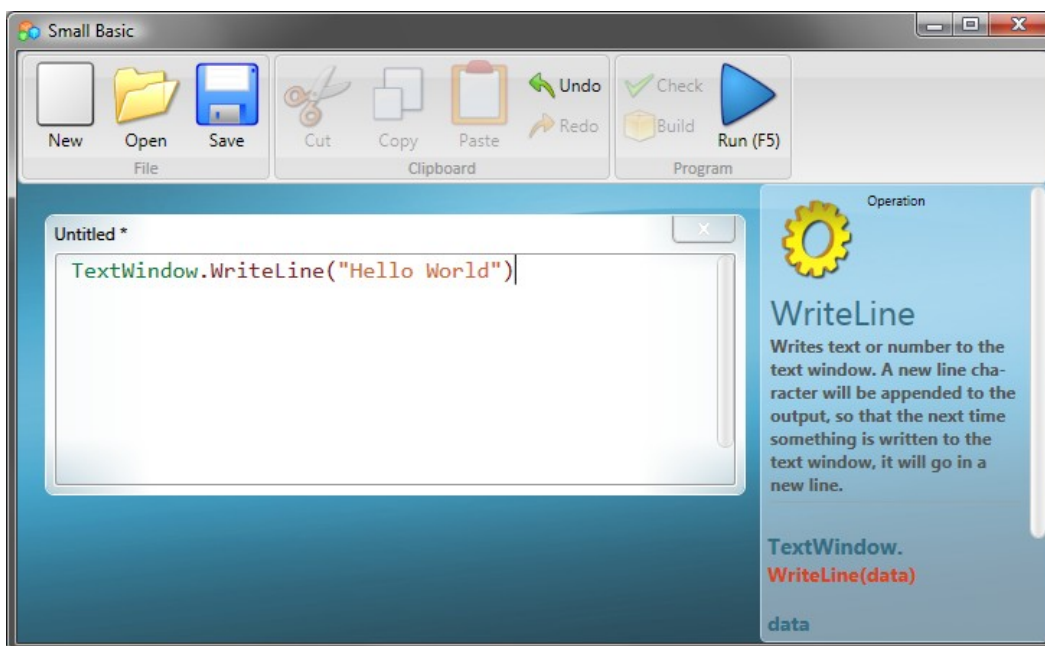 Small Basic
New
Open
Save
File
Cut
Copy
Paste
Undo
Redo
Clipboard
Check
Build
Run (F5)
Program
Untitled *
TextWindow.WriteLine("Hello World")
Operation
WriteLine
Writes text or number to the
text window. A new line cha-
racter will be appended to the
output, so that the next time
something is written to the
text window, it will go in a
new line.
TextWindow.
WriteLine(data)
data